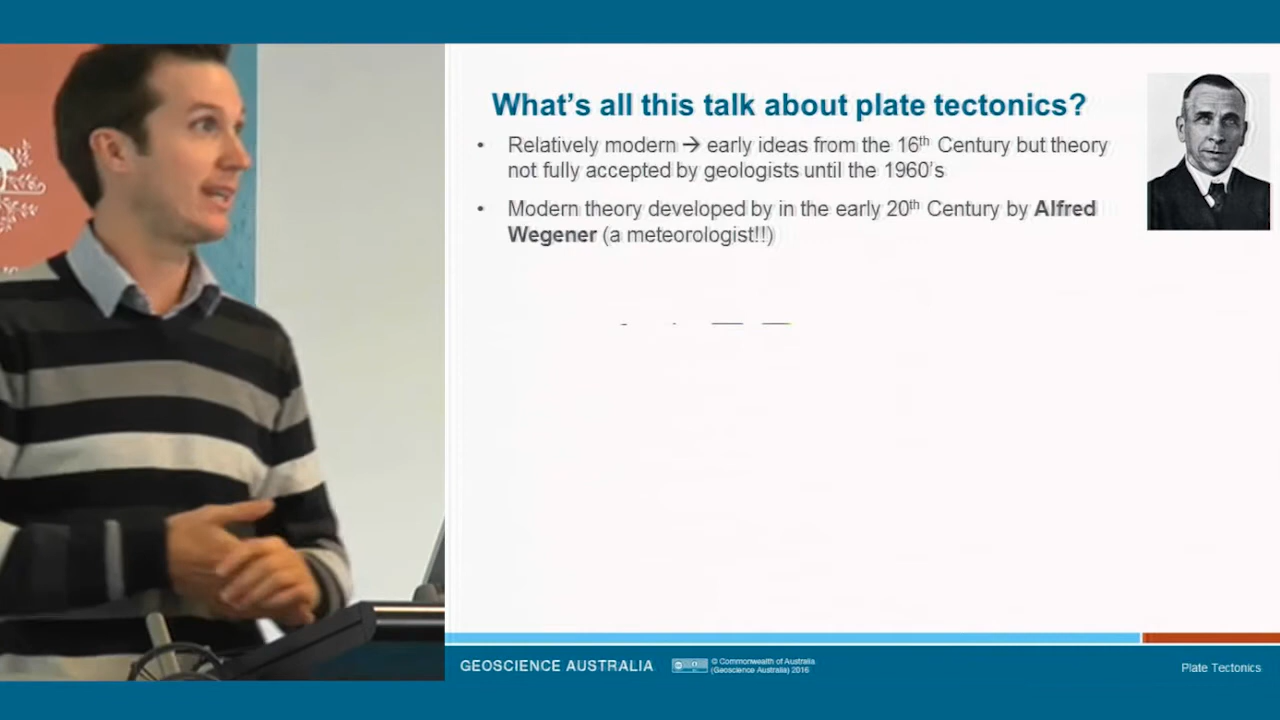 What's all this talk about plate tectonics?
• Relatively modern → early ideas from the 16th Century but theory
not fully accepted by geologists until the 1960's
• Modern theory developed by in the early 20th Century by Alfred
Wegener (a meteorologist!!)
GEOSCIENCE AUSTRALIA
© Commonwealth of Australia
(Geoscience Australia) 2016
Plate Tectonics